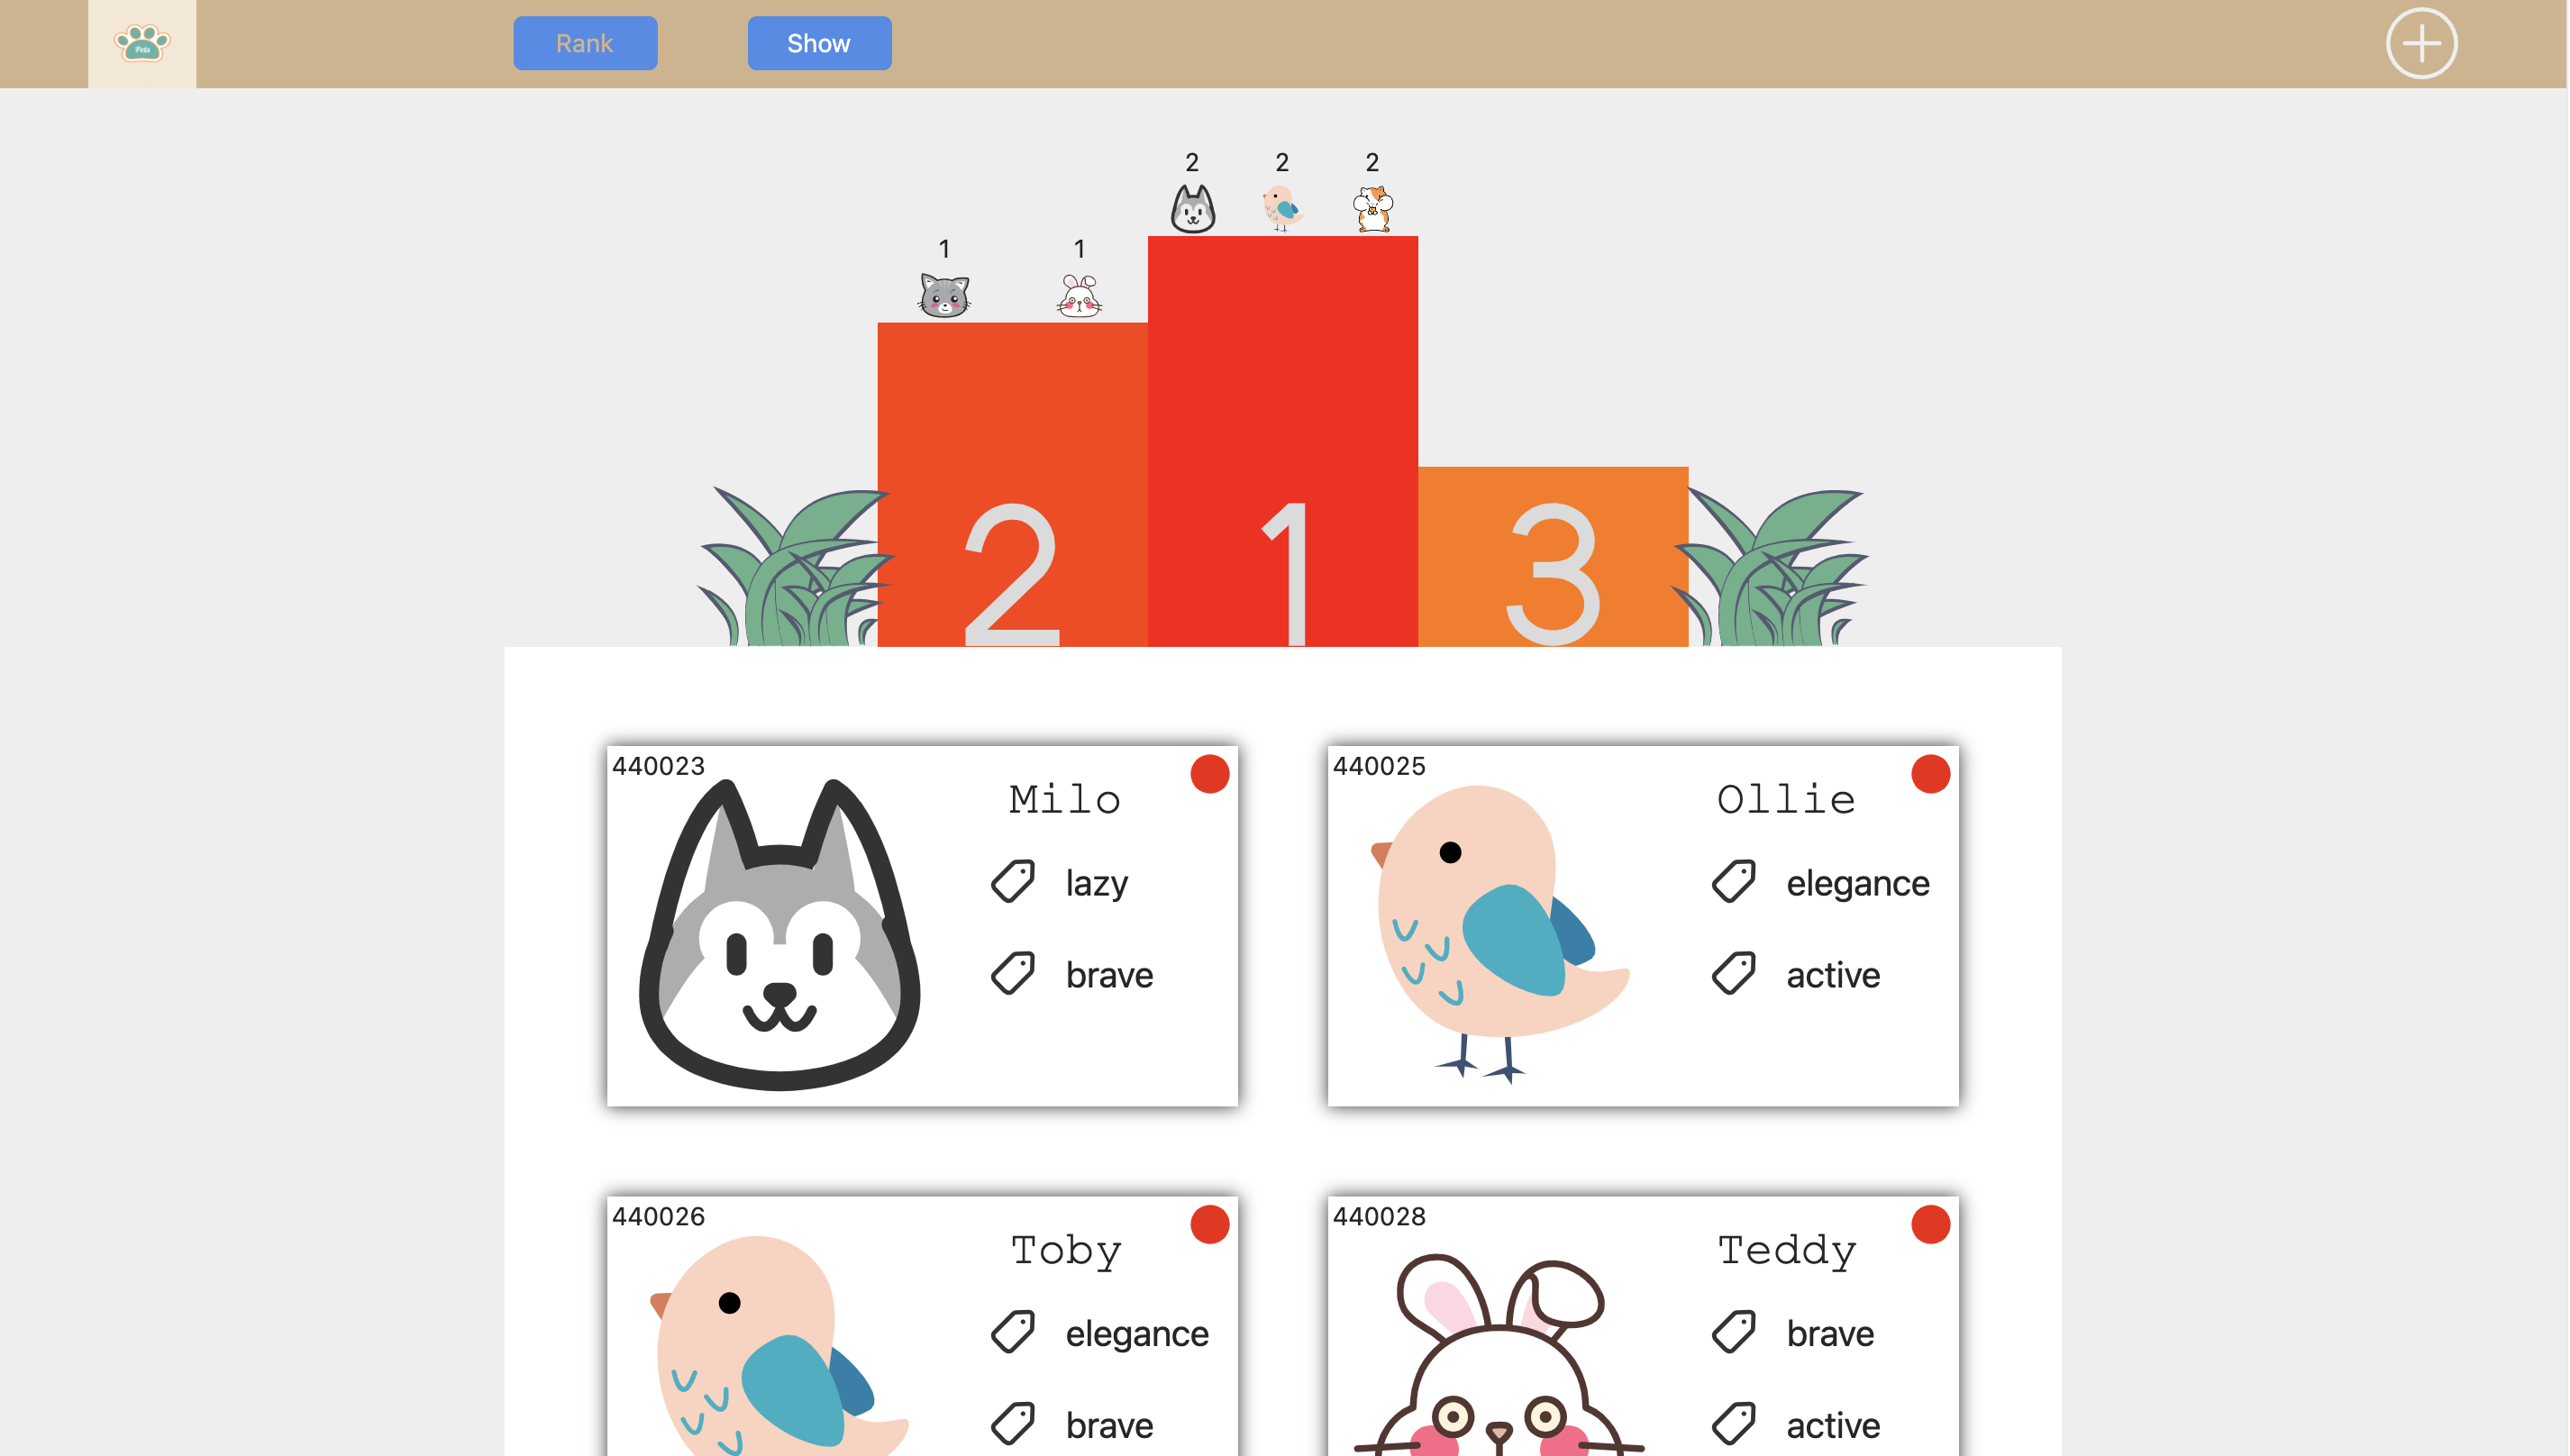 Pets
Rank
Show
2 2 2
1 1
2 1 3
440023
Milo
lazy
brave
440025
Ollie
elegance
active
440026
Toby
elegance
brave
440028
Teddy
brave
active